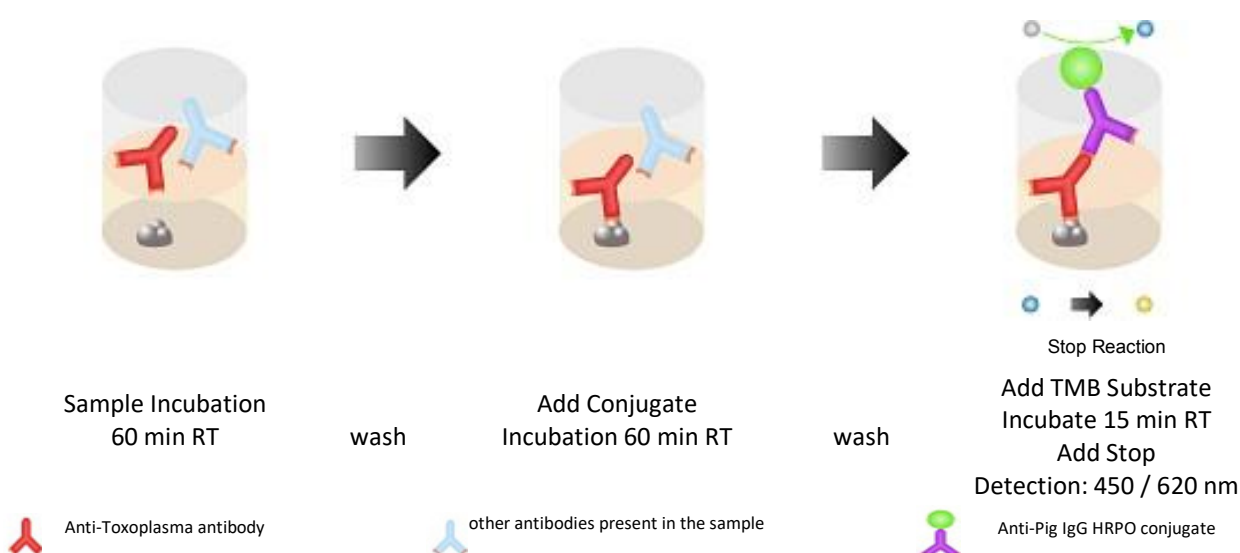 Stop Reaction
Sample Incubation
60 min RT
wash
Add Conjugate
Incubation 60 min RT
wash
Add TMB Substrate
Incubate 15 min RT
Add Stop
Detection: 450 / 620 nm
Anti-Toxoplasma antibody
other antibodies present in the sample
Anti-Pig IgG HRPO conjugate